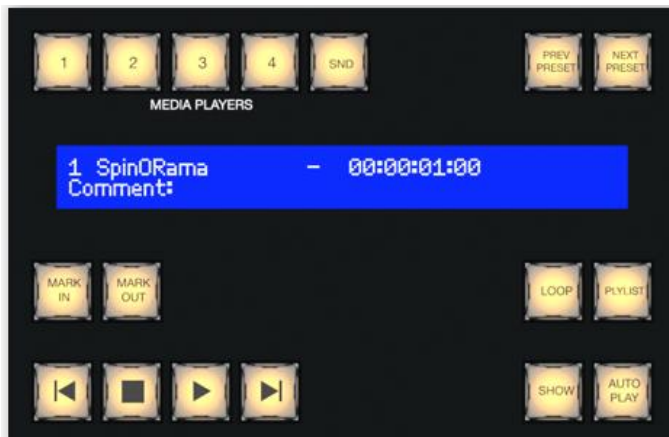 1 2 3 4 SND PREV PRESET NEXT PRESET
MEDIA PLAYERS
1 SpinORama - 00:00:01:00
Comment:
MARK IN MARK OUT LOOP PLYLIST
SHOW AUTO PLAY